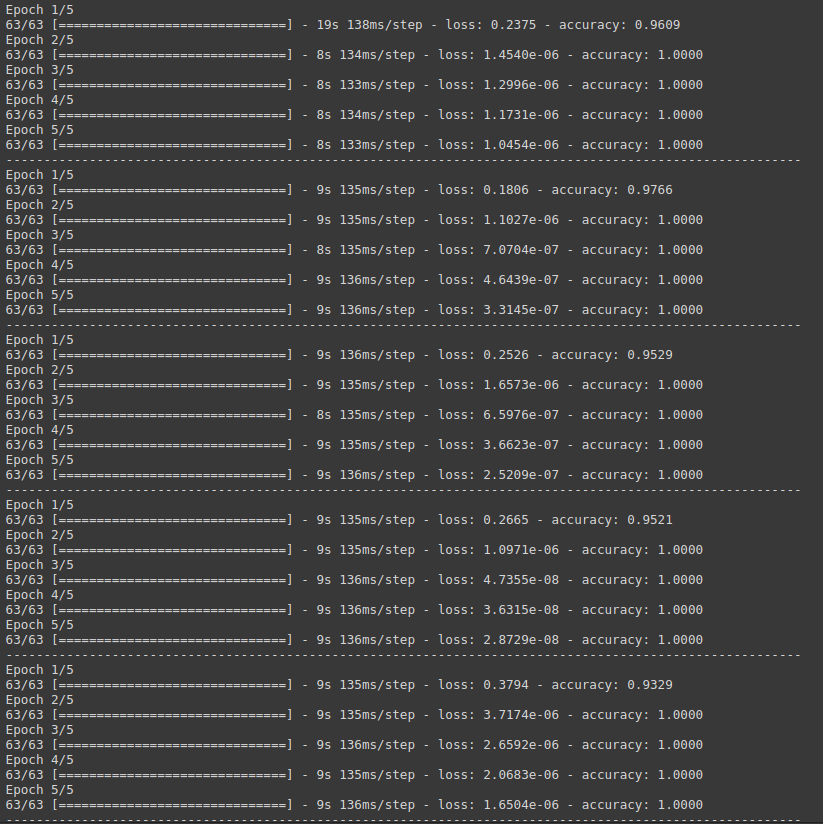 Epoch 1/5
63/63 [==============================] - 19s 138ms/step - loss: 0.2375 - accuracy: 0.9609
Epoch 2/5
63/63 [==============================] - 8s 134ms/step - loss: 1.4540e-06 - accuracy: 1.0000
Epoch 3/5
63/63 [==============================] - 8s 133ms/step - loss: 1.2996e-06 - accuracy: 1.0000
Epoch 4/5
63/63 [==============================] - 8s 134ms/step - loss: 1.1731e-06 - accuracy: 1.0000
Epoch 5/5
63/63 [==============================] - 8s 133ms/step - loss: 1.0454e-06 - accuracy: 1.0000
---------------------------------------------------------------------------------------------------------
Epoch 1/5
63/63 [==============================] - 9s 135ms/step - loss: 0.1806 - accuracy: 0.9766
Epoch 2/5
63/63 [==============================] - 9s 135ms/step - loss: 1.1027e-06 - accuracy: 1.0000
Epoch 3/5
63/63 [==============================] - 8s 135ms/step - loss: 7.0704e-07 - accuracy: 1.0000
Epoch 4/5
63/63 [==============================] - 9s 136ms/step - loss: 4.6439e-07 - accuracy: 1.0000
Epoch 5/5
63/63 [==============================] - 9s 136ms/step - loss: 3.3145e-07 - accuracy: 1.0000
---------------------------------------------------------------------------------------------------------
Epoch 1/5
63/63 [==============================] - 9s 136ms/step - loss: 0.2526 - accuracy: 0.9529
Epoch 2/5
63/63 [==============================] - 9s 135ms/step - loss: 1.6573e-06 - accuracy: 1.0000
Epoch 3/5
63/63 [==============================] - 8s 135ms/step - loss: 6.5976e-07 - accuracy: 1.0000
Epoch 4/5
63/63 [==============================] - 9s 135ms/step - loss: 3.6623e-07 - accuracy: 1.0000
Epoch 5/5
63/63 [==============================] - 9s 136ms/step - loss: 2.5209e-07 - accuracy: 1.0000
---------------------------------------------------------------------------------------------------------
Epoch 1/5
63/63 [==============================] - 9s 135ms/step - loss: 0.2665 - accuracy: 0.9521
Epoch 2/5
63/63 [==============================] - 9s 135ms/step - loss: 1.0971e-06 - accuracy: 1.0000
Epoch 3/5
63/63 [==============================] - 9s 136ms/step - loss: 4.7355e-08 - accuracy: 1.0000
Epoch 4/5
63/63 [==============================] - 9s 136ms/step - loss: 3.6315e-08 - accuracy: 1.0000
Epoch 5/5
63/63 [==============================] - 9s 136ms/step - loss: 2.8729e-08 - accuracy: 1.0000
---------------------------------------------------------------------------------------------------------
Epoch 1/5
63/63 [==============================] - 9s 135ms/step - loss: 0.3794 - accuracy: 0.9329
Epoch 2/5
63/63 [==============================] - 9s 135ms/step - loss: 3.7174e-06 - accuracy: 1.0000
Epoch 3/5
63/63 [==============================] - 9s 136ms/step - loss: 2.6592e-06 - accuracy: 1.0000
Epoch 4/5
63/63 [==============================] - 9s 135ms/step - loss: 2.0683e-06 - accuracy: 1.0000
Epoch 5/5
63/63 [==============================] - 9s 136ms/step - loss: 1.6504e-06 - accuracy: 1.0000
---------------------------------------------------------------------------------------------------------